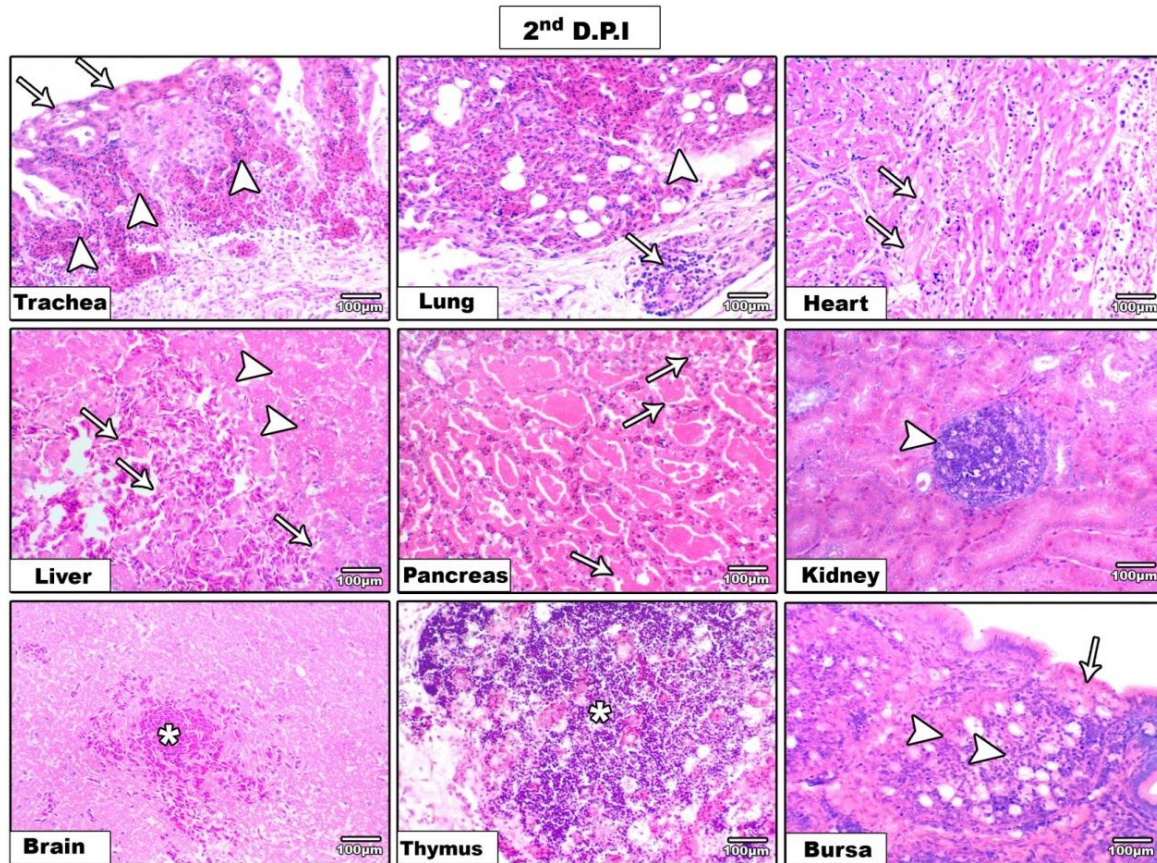 2nd D.P.I
Trachea
100µm
Lung
100µm
Heart
100µm
Liver
100µm
Pancreas
100µm
Kidney
100µm
Brain
100µm
Thymus
100µm
Bursa
100µm